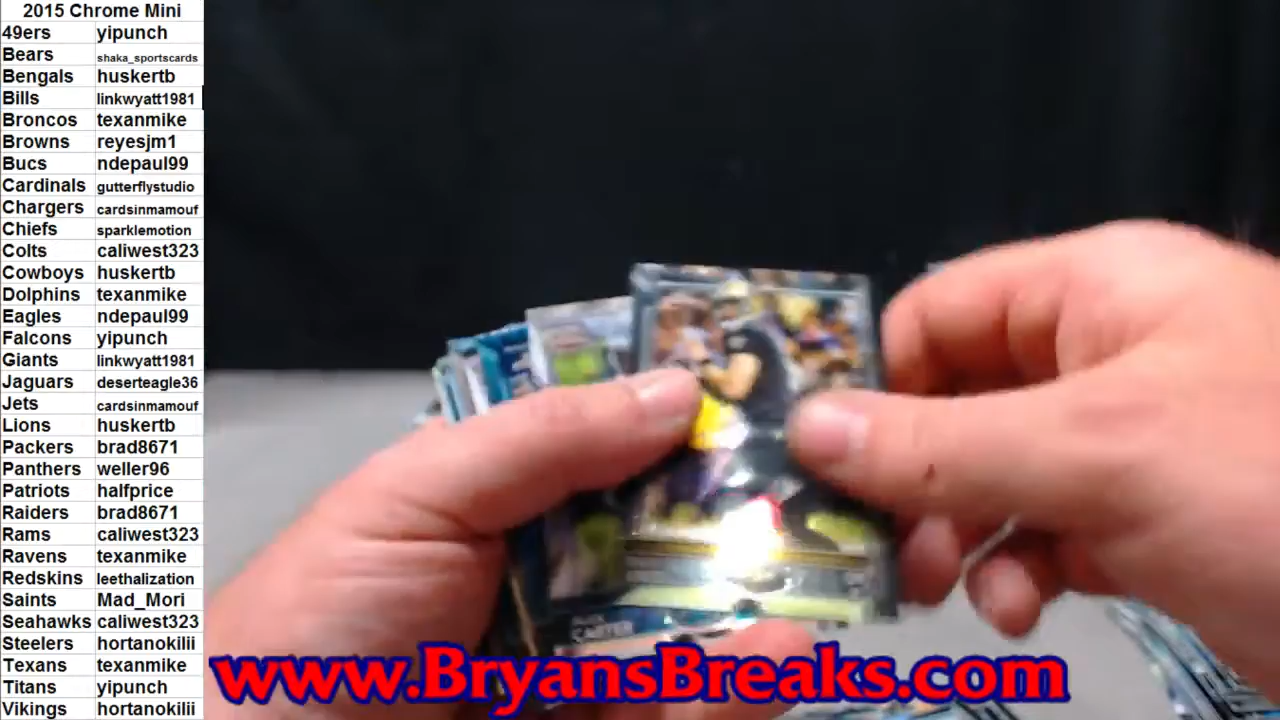 2015 Chrome Mini
49ers yipunch
Bears shaka_sportscards
Bengals huskertb
Bills linkwyatt1981
Broncos texanmike
Browns reyesjm1
Bucs ndepaul99
Cardinals gutterflystudio
Chargers cardsinmamouf
Chiefs sparklemotion
Colts caliwest323
Cowboys huskertb
Dolphins texanmike
Eagles ndepaul99
Falcons yipunch
Giants linkwyatt1981
Jaguars deserteagle36
Jets cardsinmamouf
Lions huskertb
Packers brad8671
Panthers weller96
Patriots halfprice
Raiders brad8671
Rams caliwest323
Ravens texanmike
Redskins leethalization
Saints Mad_Mori
Seahawks caliwest323
Steelers hortanokilii
Texans texanmike
Titans yipunch
Vikings hortanokilii
CARTER
www.BryansBreaks.com